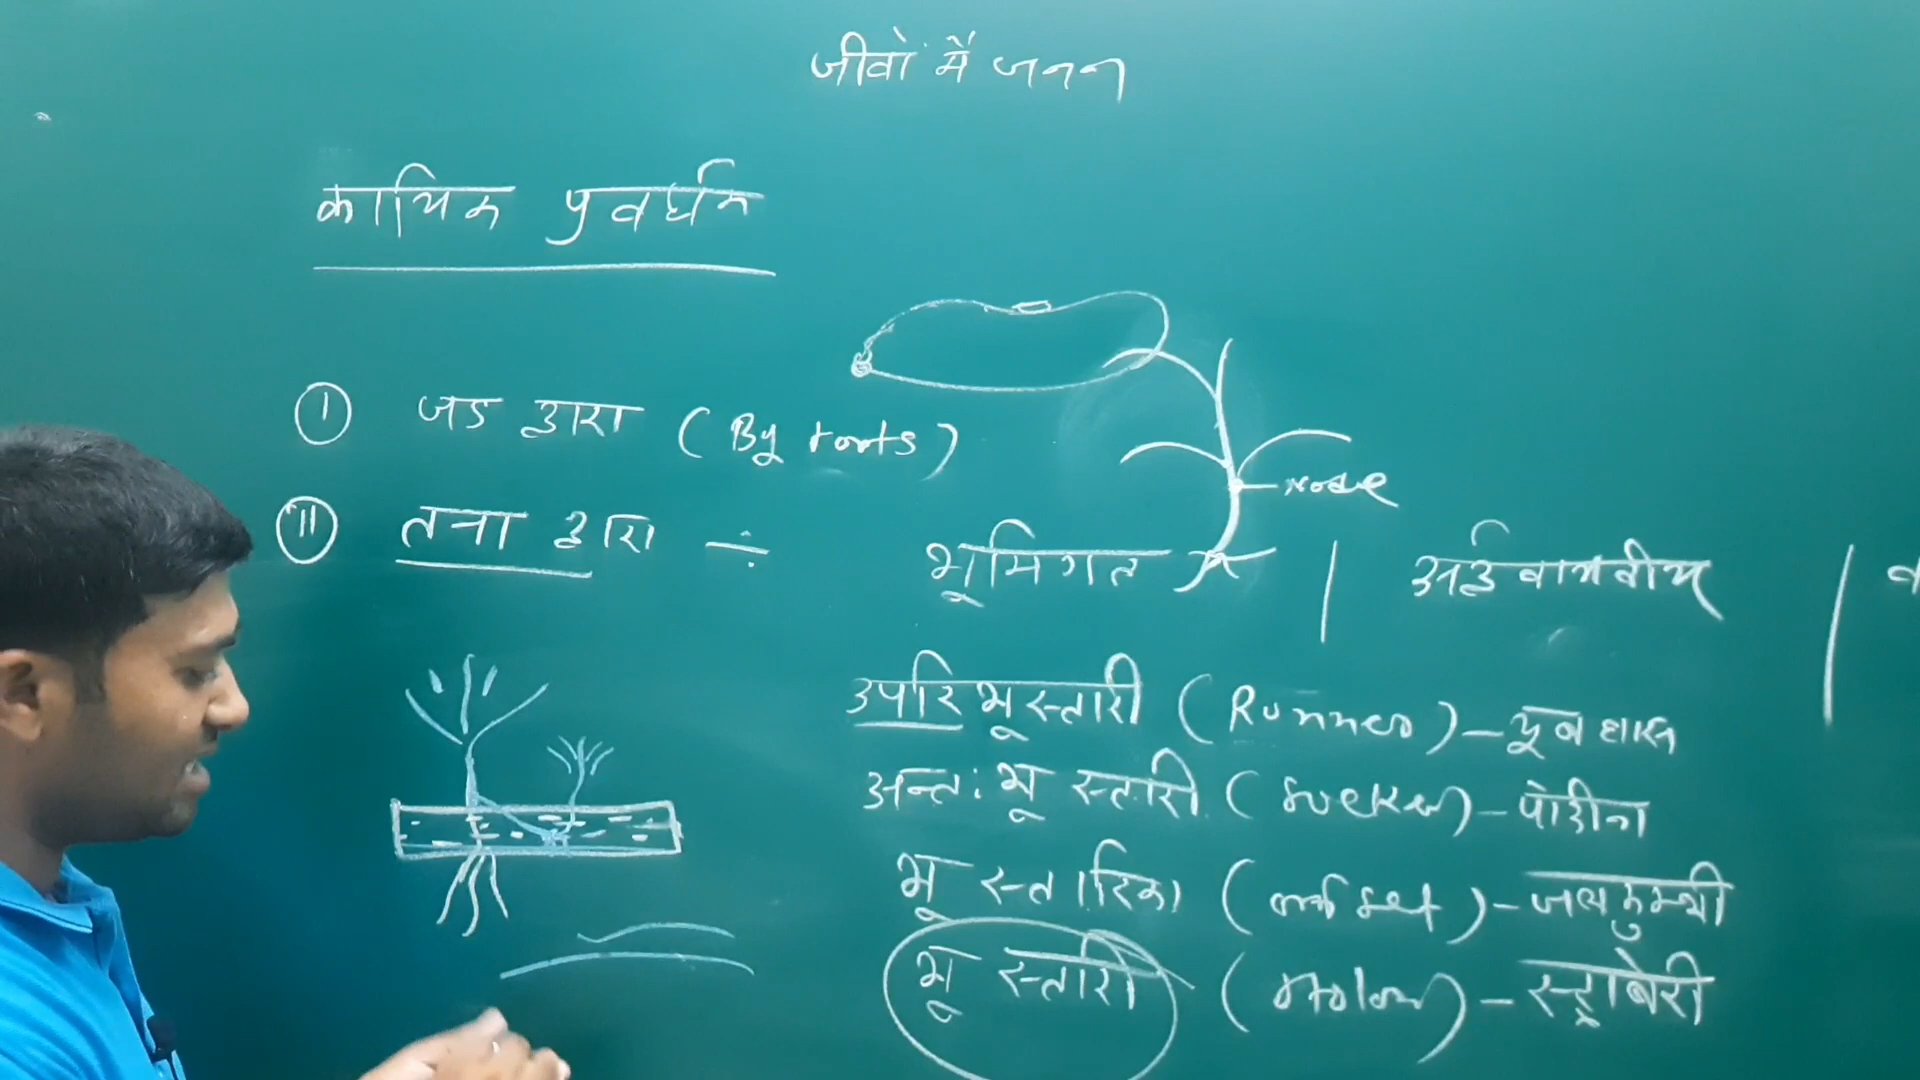 जीवों में जनन
कायिक प्रवर्धन
I जड द्वारा (By roots)
Node
II तना द्वारा ÷ भूमिगत | अर्द्धवायवीय |
उपरिभूस्तारी (Runner) – दूब घास
अन्तः भू स्तारी (sucker) – पोदीना
भू स्तारिका (offset) – जलकुम्भी
भू स्तारी (stolon) – स्ट्राबेरी